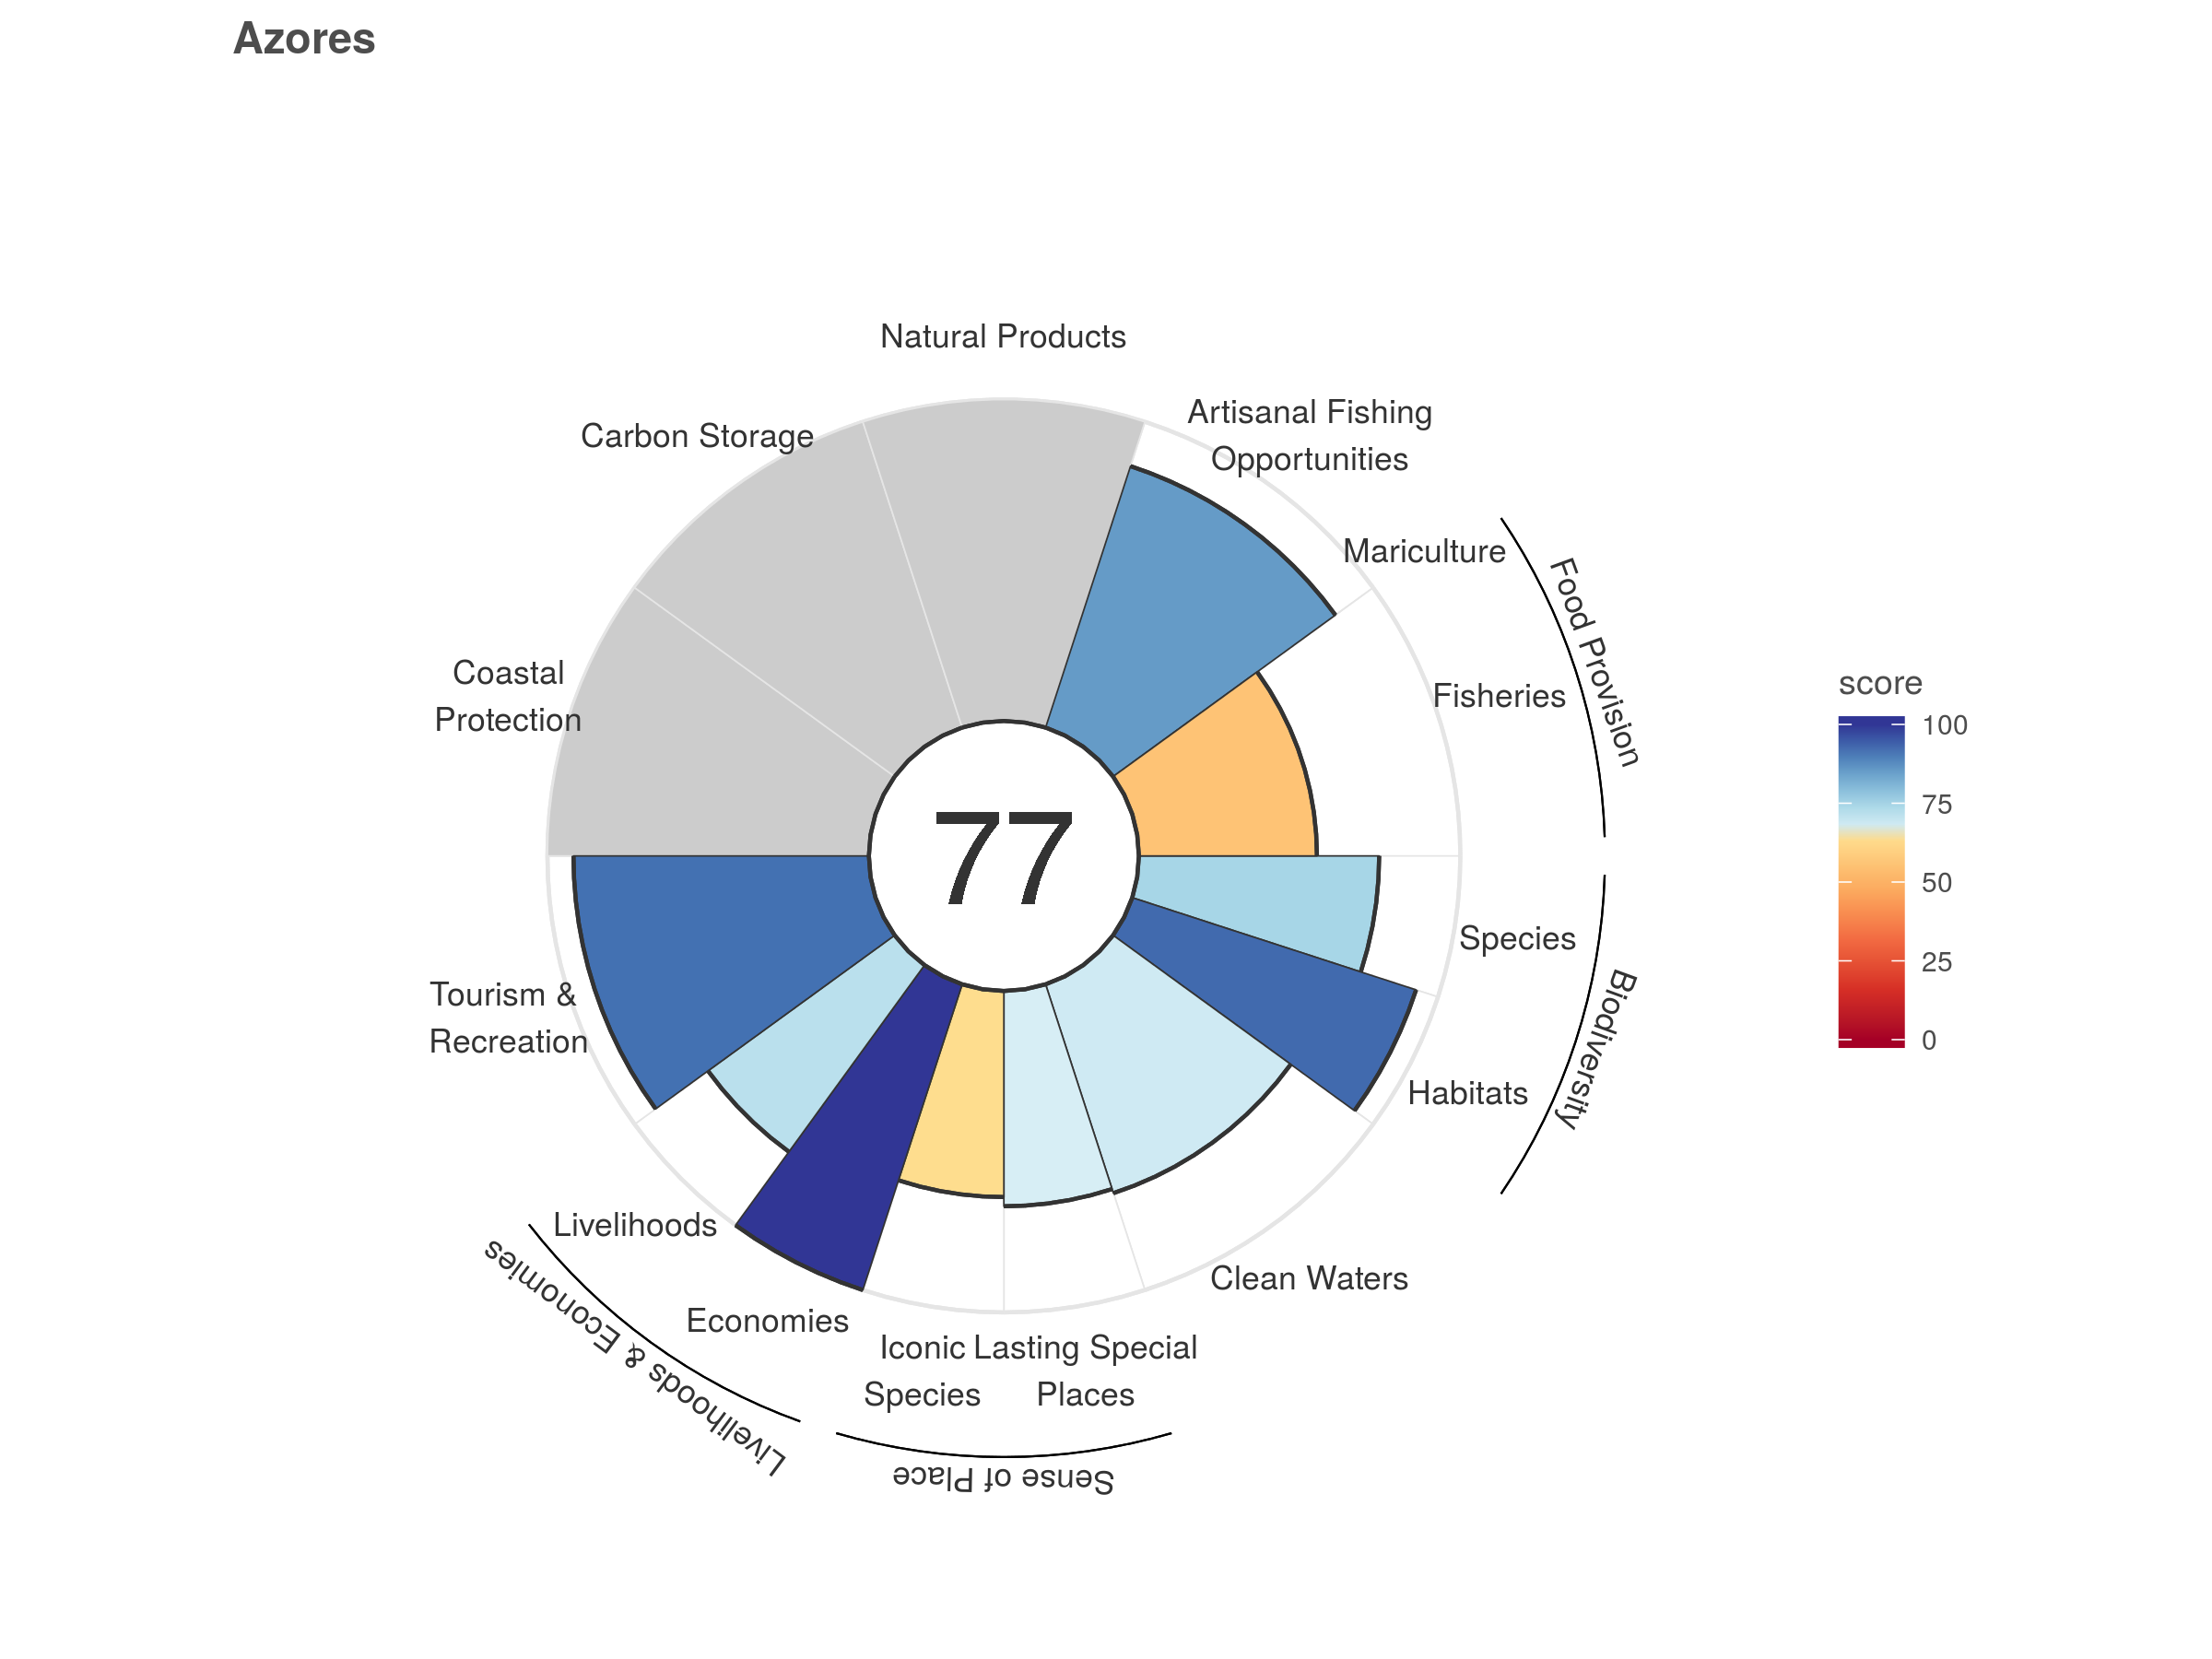 Azores
Natural Products
Artisanal Fishing
Opportunities
Carbon Storage
Mariculture
Food Provision
Fisheries
Coastal
Protection
77
score
100
75
50
25
0
Species
Biodiversity
Habitats
Tourism &
Recreation
Livelihoods
Livelihoods & Economies
Economies
Clean Waters
Iconic
Species
Lasting Special
Places
Sense of Place